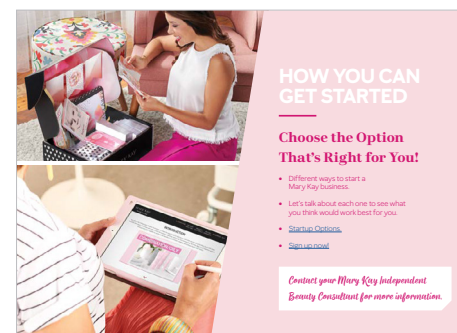 HOW YOU CAN
GET STARTED
Choose the Option
That's Right for You!
• Different ways to start a
Mary Kay business.
• Let's talk about each one to see what
you think would work best for you.
• Startup Options.
• Sign up now!
Contact your Mary Kay Independent
Beauty Consultant for more information.